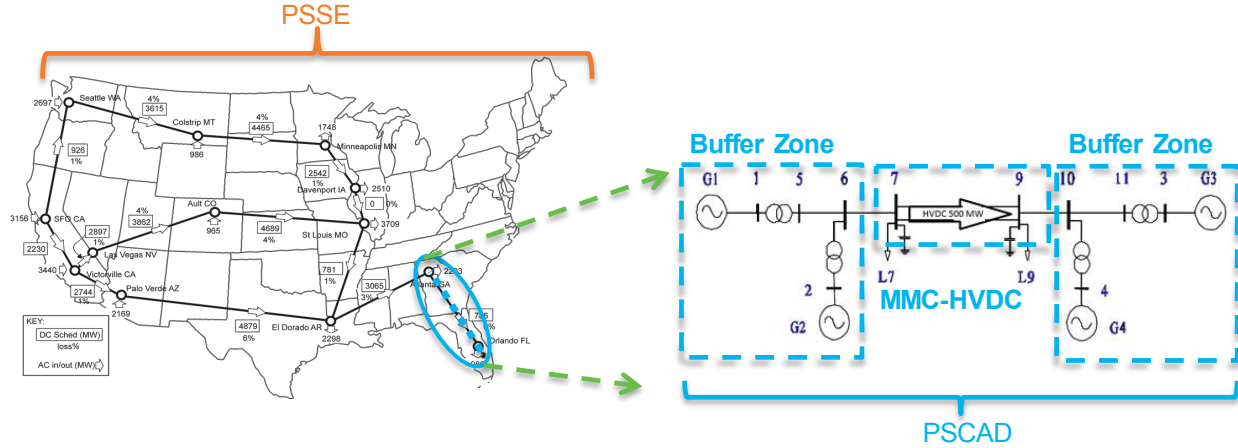 PSSE
2697
Seattle WA
4%
3615
Colstrip MT
986
4%
4465
1748
Minneapolis MN
926
1%
2542
1%
Davenport IA
2510
0 0%
3156
SFO CA
4%
3862
Ault CO
965
4689
4%
St Louis MO
3709
2230
2897
1%
Las Vegas NV
3440
Victorville CA
2744
1%
Palo Verde AZ
2169
781
1%
3065
3%
Atlanta GA
4879
6%
El Dorado AR
2298
Orlando FL
KEY:
DC Sched (MW)
loss%
AC in/out (MW)
Buffer Zone
G1
1
5
6
2
G2
7
9
HVDC 500 MW
L7
L9
MMC-HVDC
Buffer Zone
10
11
3
G3
4
G4
PSCAD